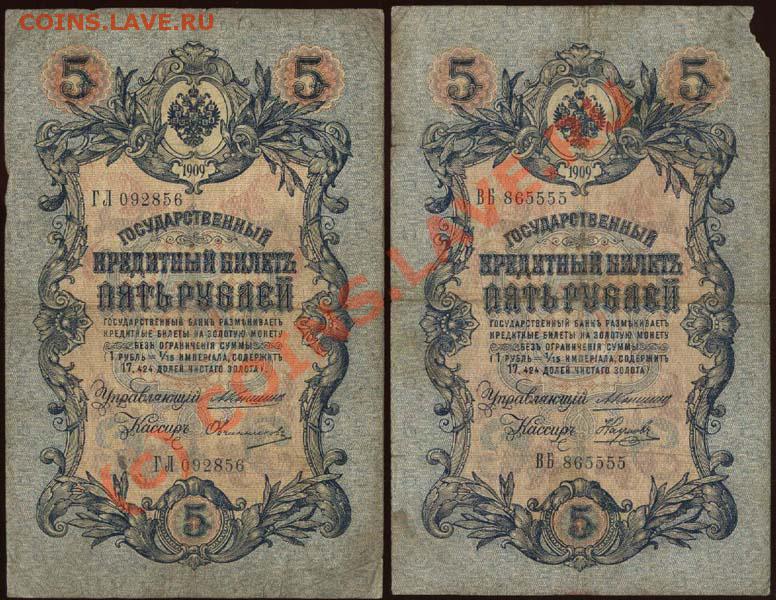 COINS.LAVE.РУ
5 5
1909
ГЛ 092856
ГОСУДАРСТВЕННЫЙ
КРЕДИТНЫЙ БИЛЕТЪ
ПЯТЬ РУБЛЕЙ
ГОСУДАРСТВЕННЫЙ БАНКЪ РАЗМѢНИВАЕТЪ
КРЕДИТНЫЕ БИЛЕТЫ НА ЗОЛОТУЮ МОНЕТУ
БЕЗЪ ОГРАНИЧЕНІЯ СУММЫ
(1 РУБЛЬ = 1/15 ИМПЕРІАЛА, СОДЕРЖИТЪ
17,424 ДОЛЕЙ ЧИСТАГО ЗОЛОТА).
Управляющій
Кассиръ
ГЛ 092856
5
5 5
1909
ВБ 865555
ГОСУДАРСТВЕННЫЙ
КРЕДИТНЫЙ БИЛЕТЪ
ПЯТЬ РУБЛЕЙ
ГОСУДАРСТВЕННЫЙ БАНКЪ РАЗМѢНИВАЕТЪ
КРЕДИТНЫЕ БИЛЕТЫ НА ЗОЛОТУЮ МОНЕТУ
БЕЗЪ ОГРАНИЧЕНІЯ СУММЫ
(1 РУБЛЬ = 1/15 ИМПЕРІАЛА, СОДЕРЖИТЪ
17,424 ДОЛЕЙ ЧИСТАГО ЗОЛОТА).
Управляющій
Кассиръ
ВБ 865555
5
(c) COINS.LAVE.RU